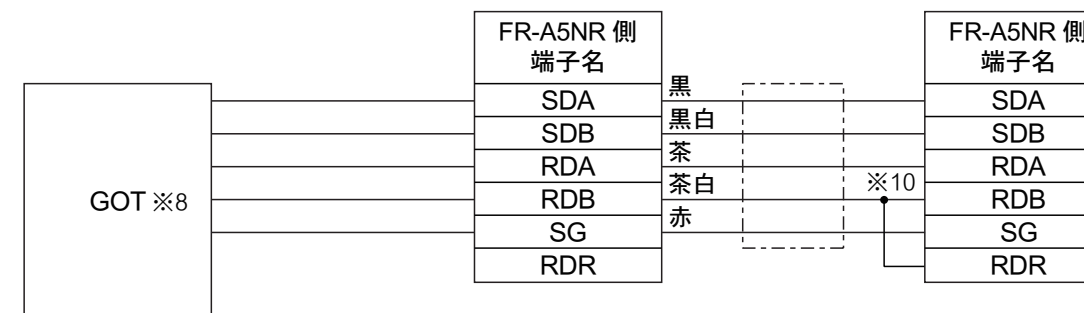 FR-A5NR 側
端子名
SDA
SDB
RDA
RDB
SG
RDR
GOT ※8
黒
黒白
茶
茶白
赤
※10
FR-A5NR 側
端子名
SDA
SDB
RDA
RDB
SG
RDR